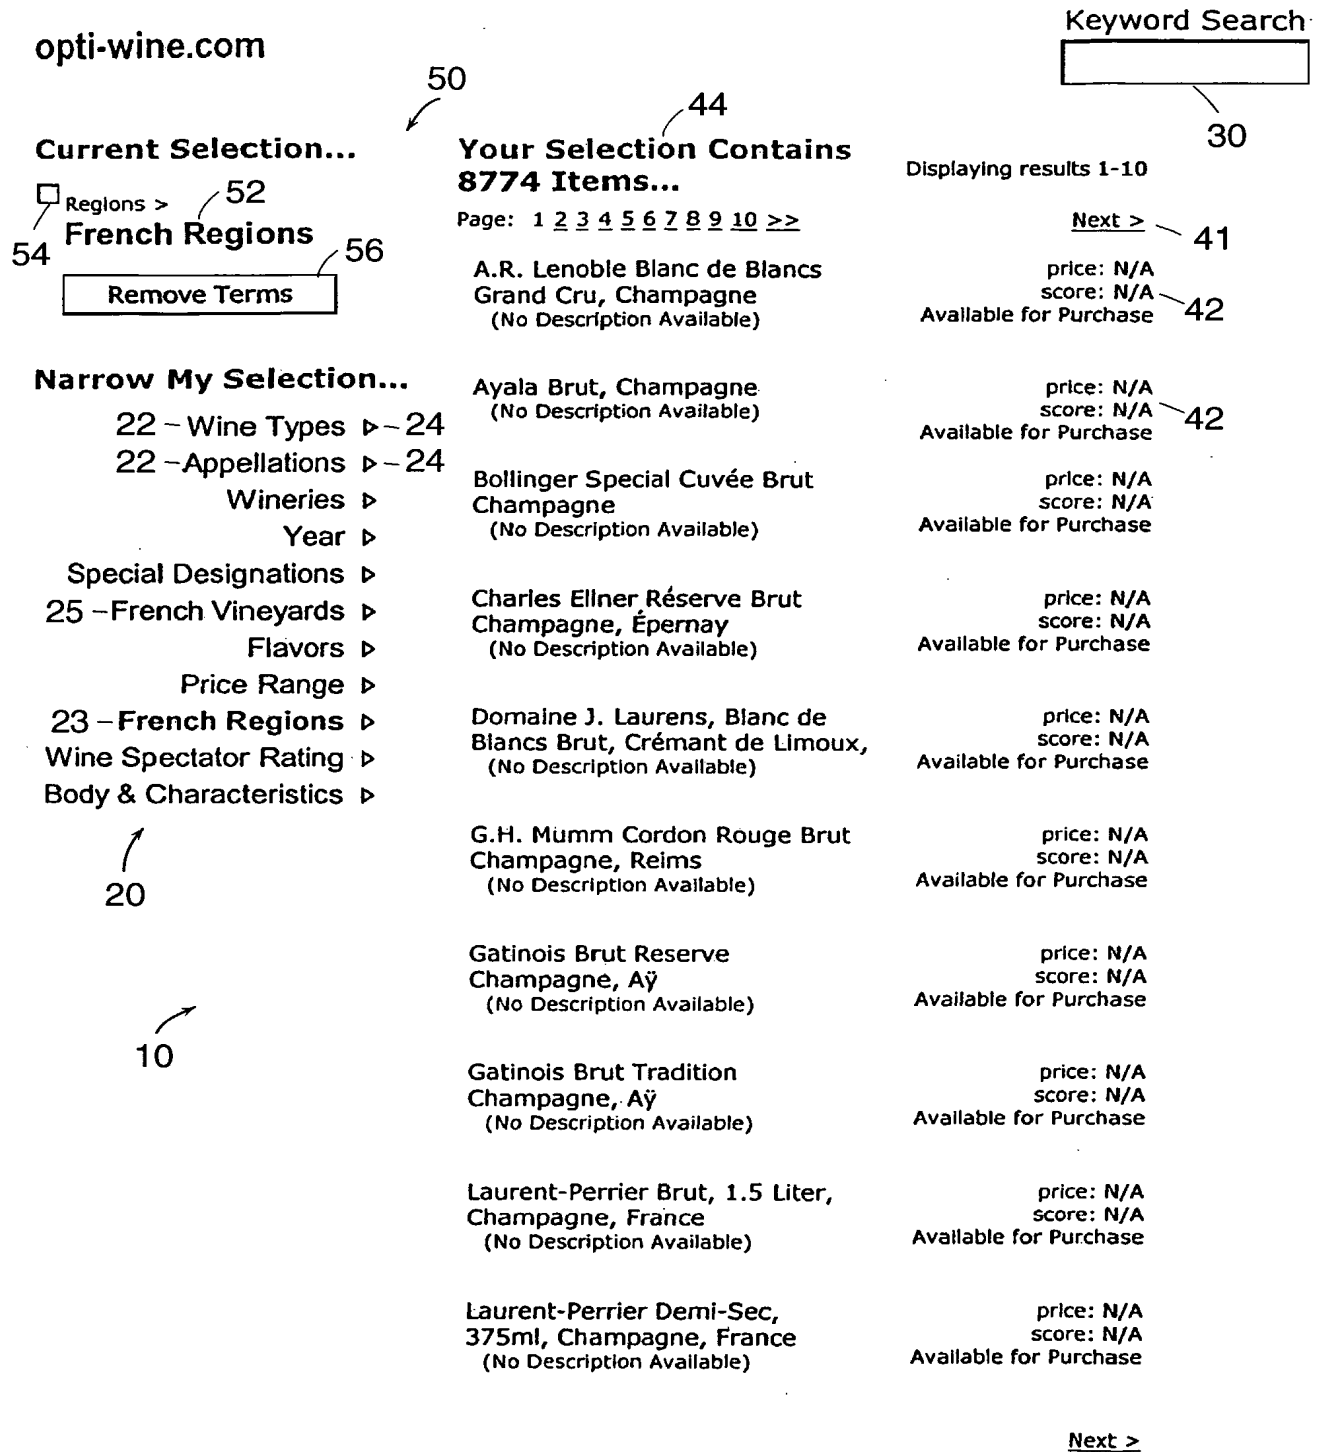 opti-wine.com
Keyword Search
30
50
Current Selection...
54
Regions >
52
French Regions
56
Remove Terms
Narrow My Selection...
22 – Wine Types – 24
22 – Appellations – 24
Wineries
Year
Special Designations
25 – French Vineyards
Flavors
Price Range
23 – French Regions
Wine Spectator Rating
Body & Characteristics
20
10
44
Your Selection Contains
8774 Items...
Displaying results 1-10
Page: 1 2 3 4 5 6 7 8 9 10 >>
Next >
41
A.R. Lenoble Blanc de Blancs
Grand Cru, Champagne
(No Description Available)
price: N/A
score: N/A
42
Available for Purchase
Ayala Brut, Champagne
(No Description Available)
price: N/A
score: N/A
42
Available for Purchase
Bollinger Special Cuvée Brut
Champagne
(No Description Available)
price: N/A
score: N/A
Available for Purchase
Charles Ellner Réserve Brut
Champagne, Épernay
(No Description Available)
price: N/A
score: N/A
Available for Purchase
Domaine J. Laurens, Blanc de
Blancs Brut, Crémant de Limoux,
(No Description Available)
price: N/A
score: N/A
Available for Purchase
G.H. Mumm Cordon Rouge Brut
Champagne, Reims
(No Description Available)
price: N/A
score: N/A
Available for Purchase
Gatinois Brut Reserve
Champagne, Aÿ
(No Description Available)
price: N/A
score: N/A
Available for Purchase
Gatinois Brut Tradition
Champagne, Aÿ
(No Description Available)
price: N/A
score: N/A
Available for Purchase
Laurent-Perrier Brut, 1.5 Liter,
Champagne, France
(No Description Available)
price: N/A
score: N/A
Available for Purchase
Laurent-Perrier Demi-Sec,
375ml, Champagne, France
(No Description Available)
price: N/A
score: N/A
Available for Purchase
Next >